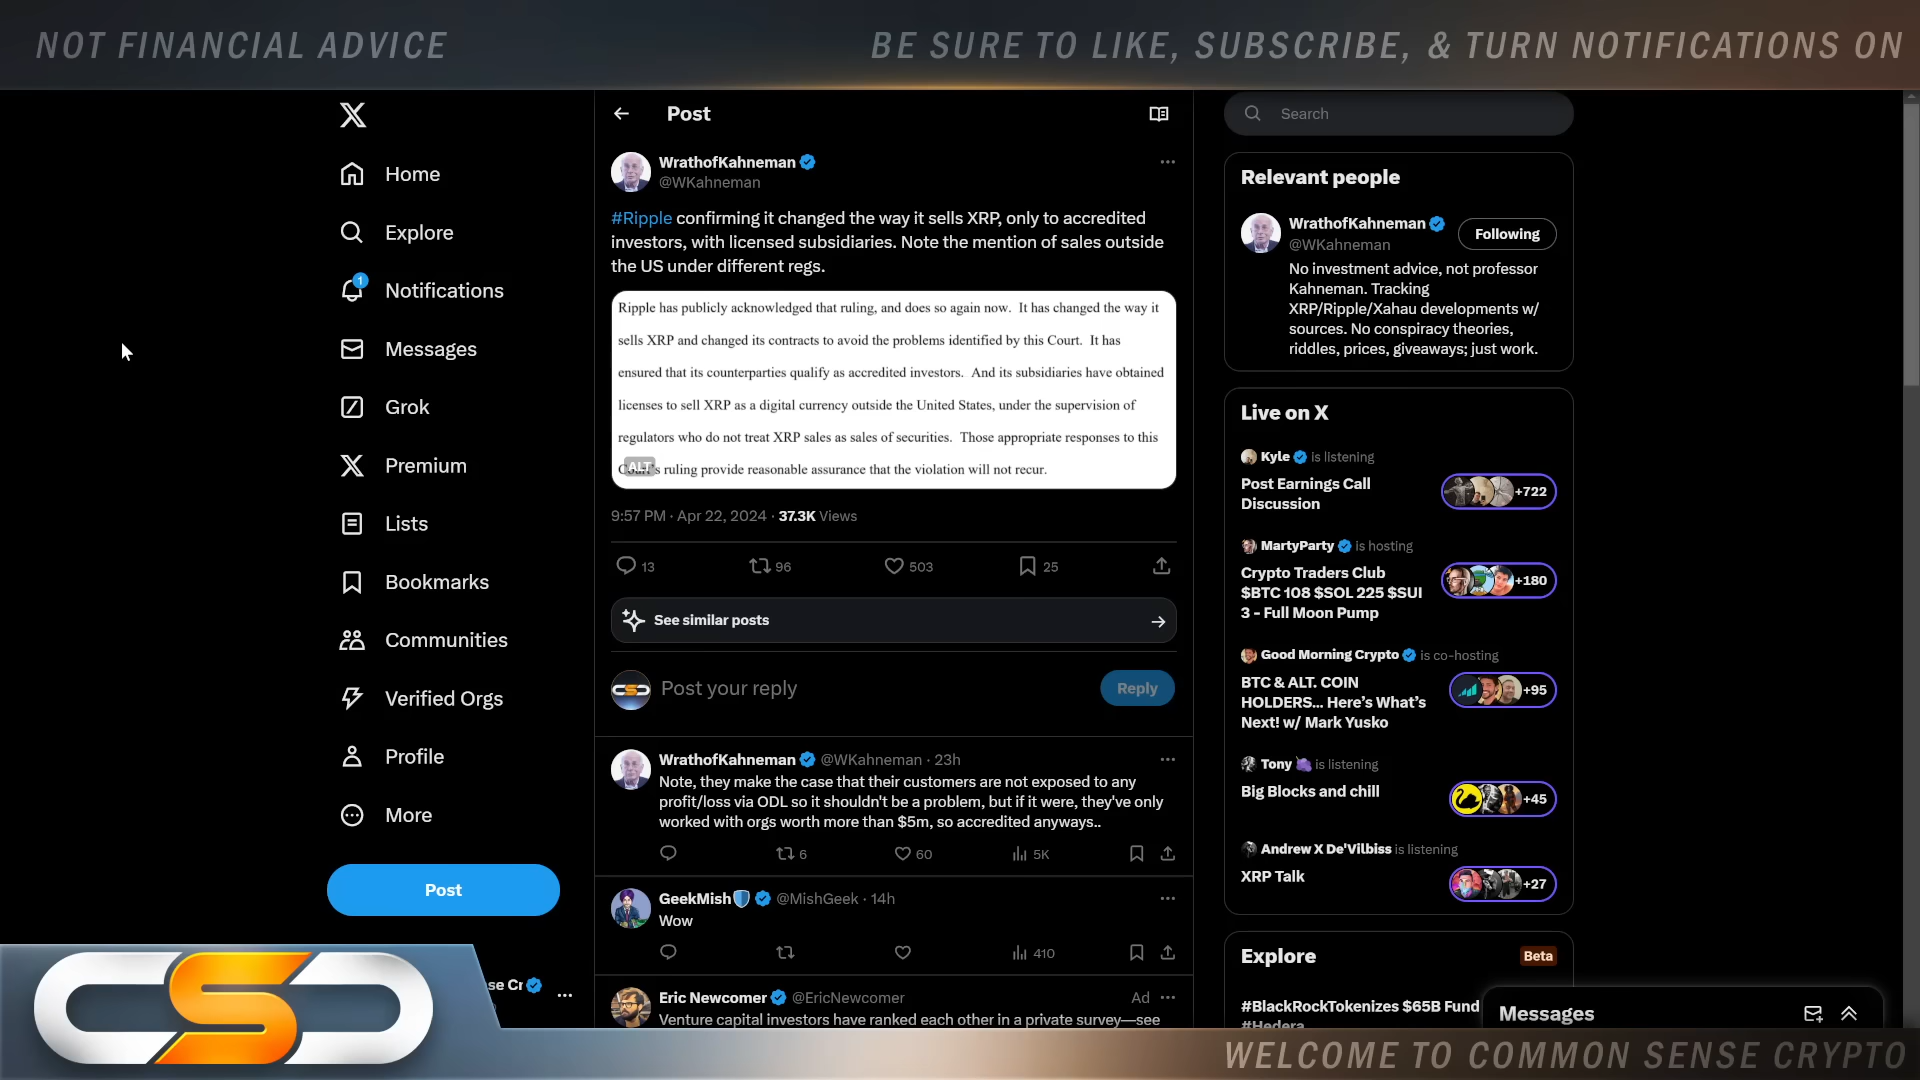 NOT FINANCIAL ADVICE
BE SURE TO LIKE, SUBSCRIBE, & TURN NOTIFICATIONS ON
Home
Explore
1
Notifications
Messages
Grok
Premium
Lists
Bookmarks
Communities
Verified Orgs
Profile
More
Post
se Cr
Post
WrathofKahneman
@WKahneman
#Ripple confirming it changed the way it sells XRP, only to accredited
investors, with licensed subsidiaries. Note the mention of sales outside
the US under different regs.
Ripple has publicly acknowledged that ruling, and does so again now. It has changed the way it
sells XRP and changed its contracts to avoid the problems identified by this Court. It has
ensured that its counterparties qualify as accredited investors. And its subsidiaries have obtained
licenses to sell XRP as a digital currency outside the United States, under the supervision of
regulators who do not treat XRP sales as sales of securities. Those appropriate responses to this
Court's ruling provide reasonable assurance that the violation will not recur.
ALT
9:57 PM · Apr 22, 2024 · 37.3K Views
13 96 503 25
See similar posts
Post your reply
Reply
WrathofKahneman @WKahneman · 23h
Note, they make the case that their customers are not exposed to any
profit/loss via ODL so it shouldn't be a problem, but if it were, they've only
worked with orgs worth more than $5m, so accredited anyways..
6 60 5K
GeekMish @MishGeek · 14h
Wow
410
Eric Newcomer @EricNewcomer Ad
Venture capital investors have ranked each other in a private survey—see
Search
Relevant people
WrathofKahneman
@WKahneman
Following
No investment advice, not professor
Kahneman. Tracking
XRP/Ripple/Xahau developments w/
sources. No conspiracy theories,
riddles, prices, giveaways; just work.
Live on X
Kyle is listening
Post Earnings Call
Discussion
+722
MartyParty is hosting
Crypto Traders Club
$BTC 108 $SOL 225 $SUI
3 - Full Moon Pump
+180
Good Morning Crypto is co-hosting
BTC & ALT. COIN
HOLDERS... Here's What's
Next! w/ Mark Yusko
+95
Tony is listening
Big Blocks and chill
+45
Andrew X De'Vilbiss is listening
XRP Talk
+27
Explore
Beta
#BlackRockTokenizes $65B Fund
#Hedera
Messages
CSC
WELCOME TO COMMON SENSE CRYPTO